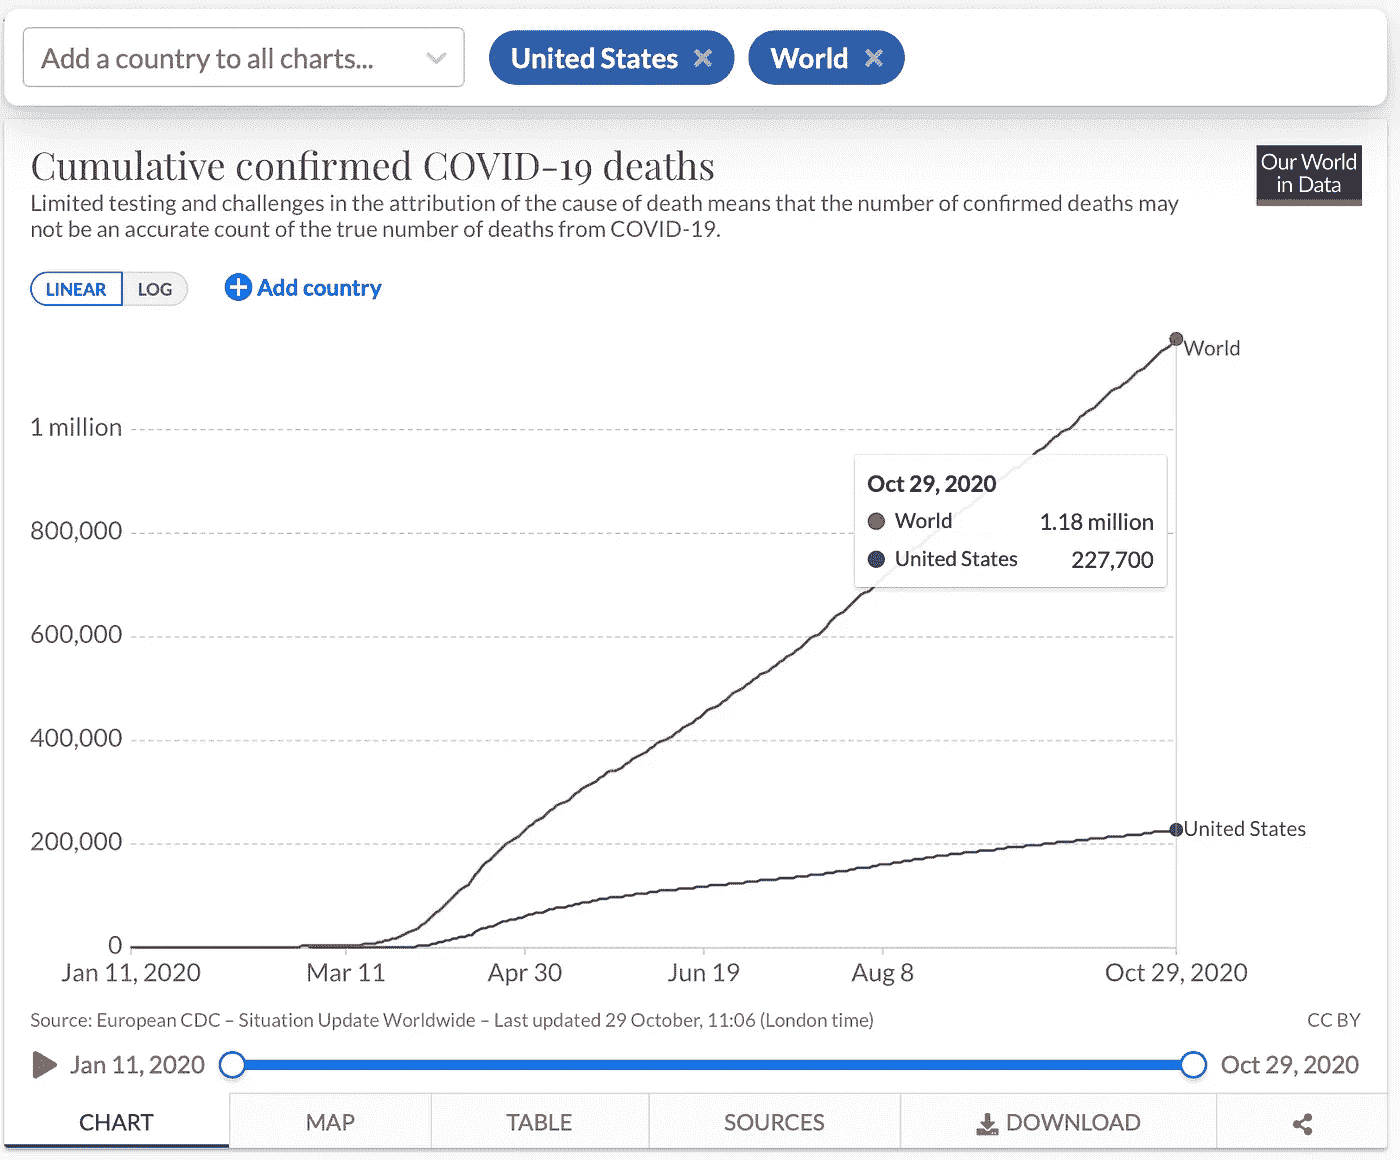 Add a country to all charts...
United States ×
World ×
Cumulative confirmed COVID-19 deaths
Our World
in Data
Limited testing and challenges in the attribution of the cause of death means that the number of confirmed deaths may
not be an accurate count of the true number of deaths from COVID-19.
LINEAR
LOG
Add country
World
1 million
Oct 29, 2020
World 1.18 million
United States 227,700
800,000
600,000
400,000
200,000
United States
0
Jan 11, 2020
Mar 11
Apr 30
Jun 19
Aug 8
Oct 29, 2020
Source: European CDC – Situation Update Worldwide – Last updated 29 October, 11:06 (London time)
CC BY
Jan 11, 2020
Oct 29, 2020
CHART
MAP
TABLE
SOURCES
DOWNLOAD